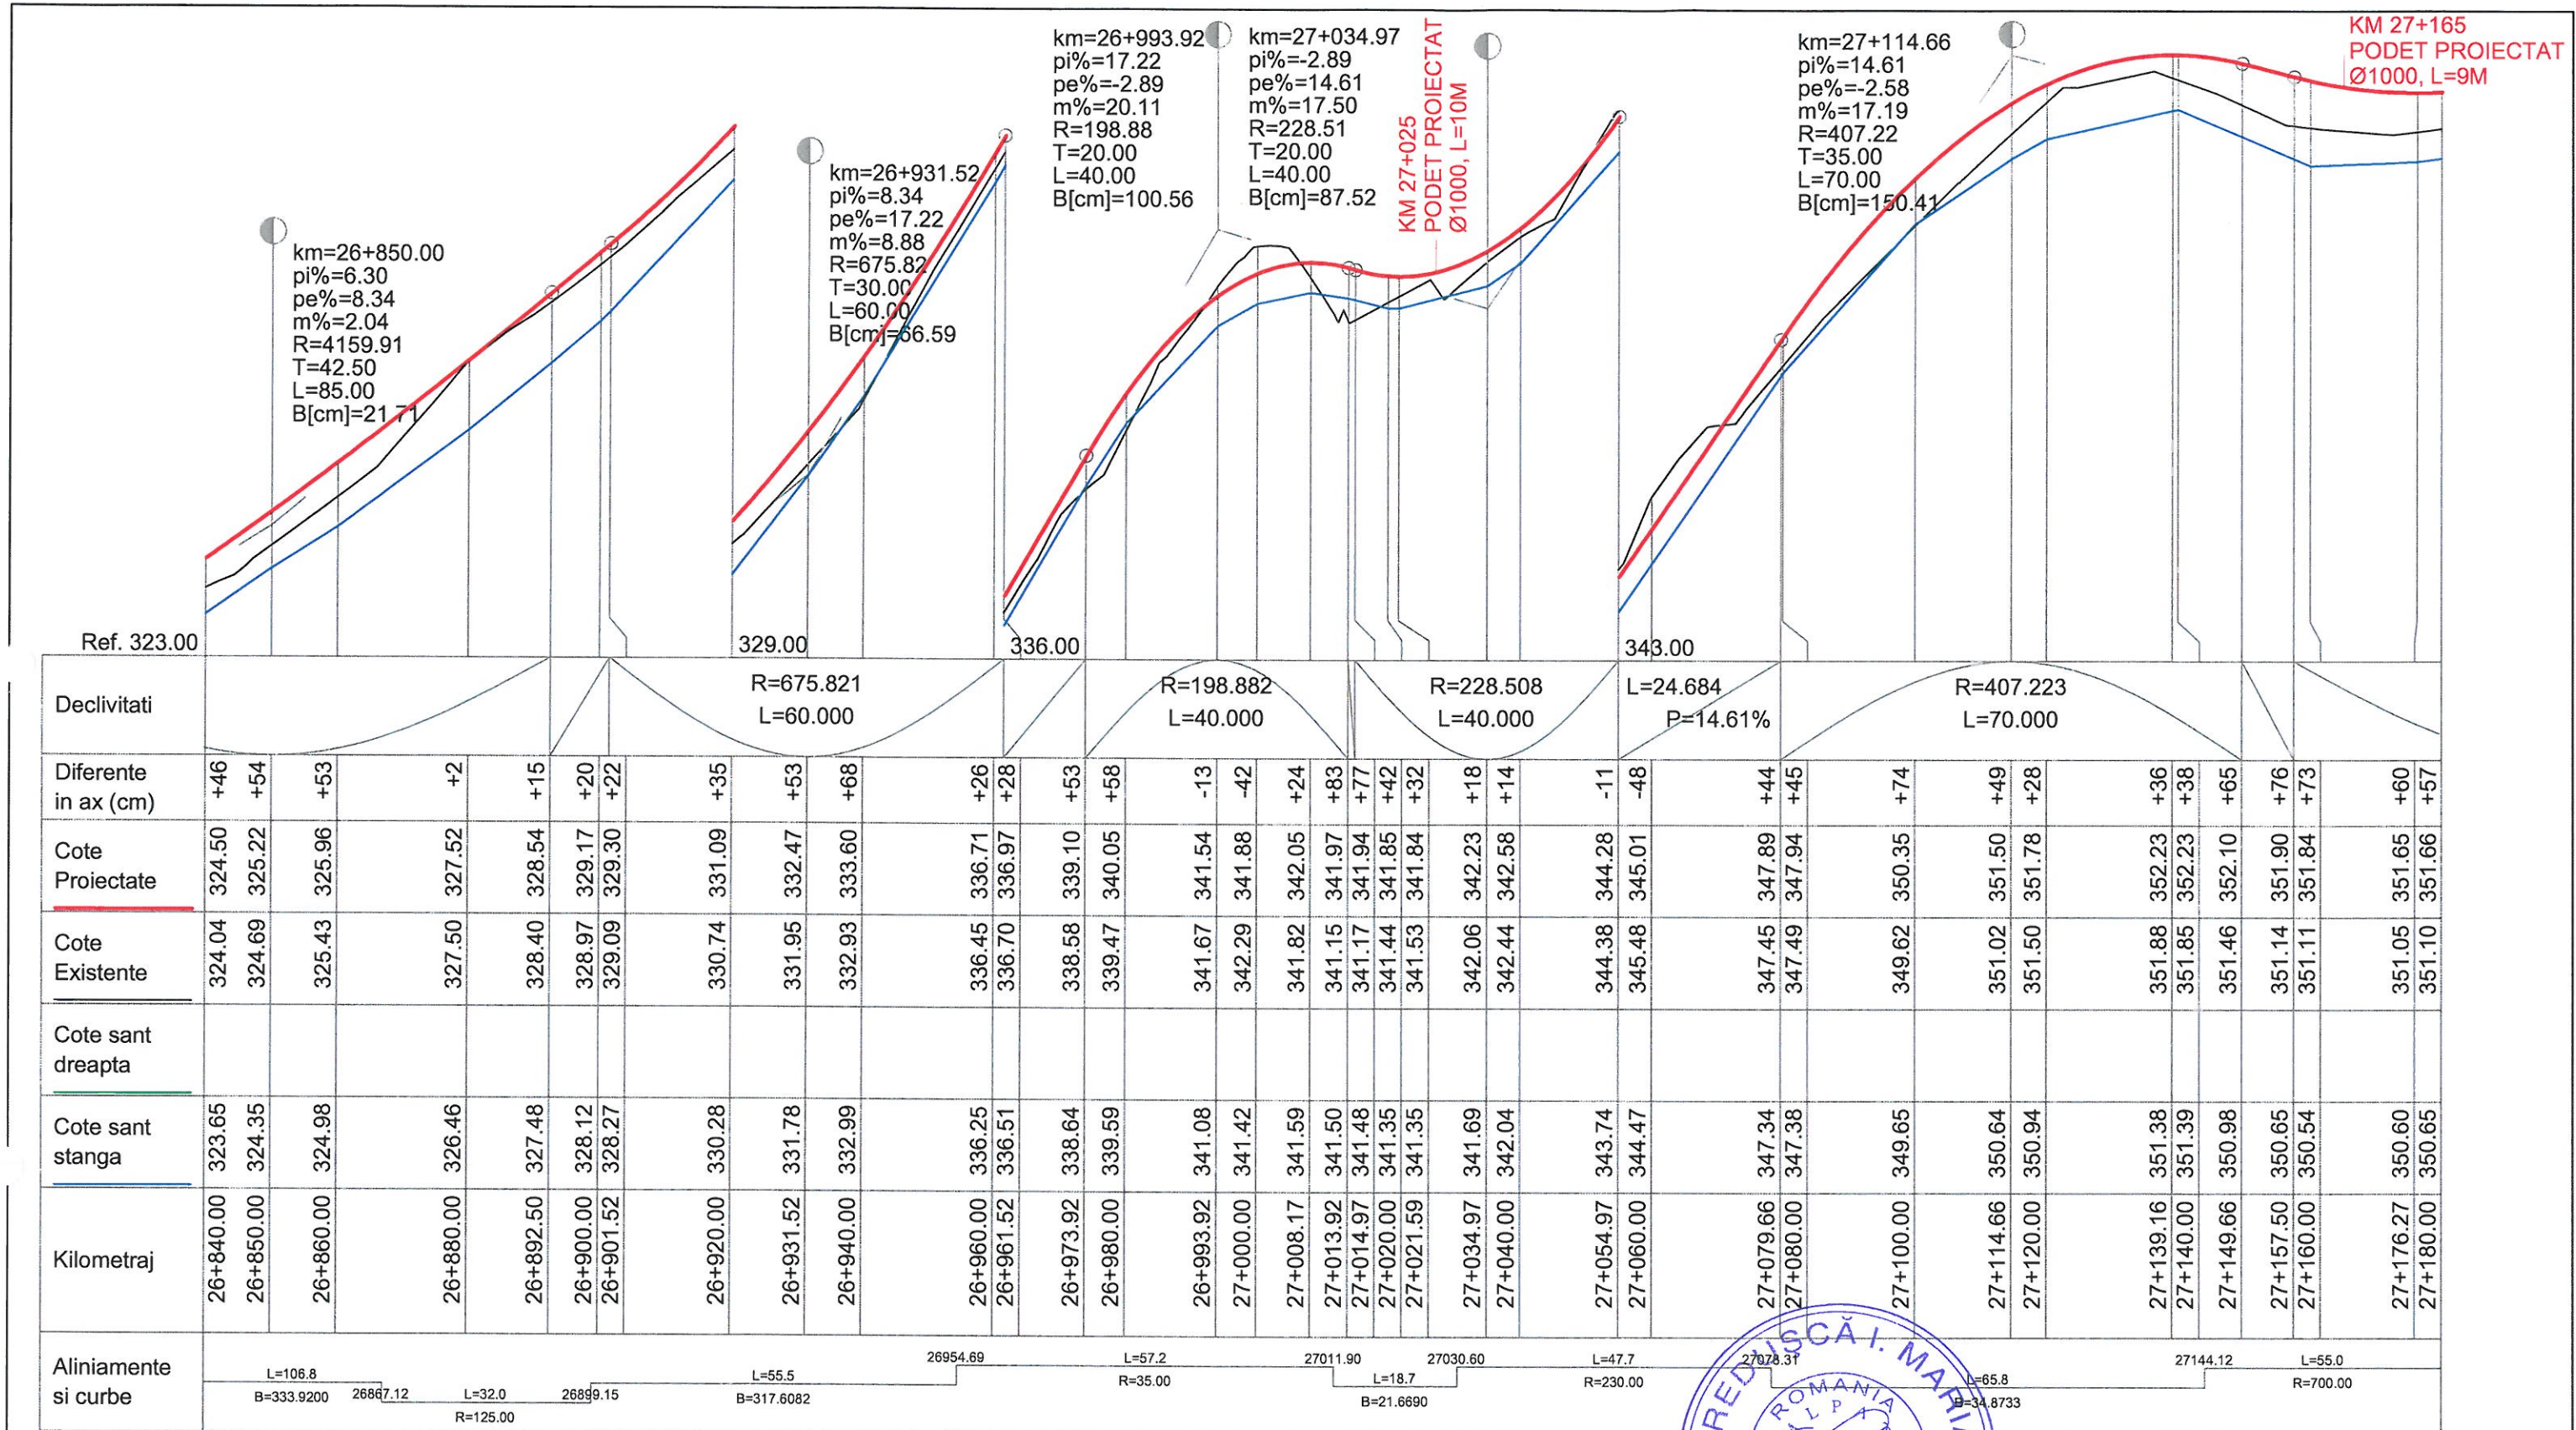 km=26+850.00
pi%=6.30
pe%=8.34
m%=2.04
R=4159.91
T=42.50
L=85.00
B[cm]=21.71
km=26+931.52
pi%=8.34
pe%=17.22
m%=8.88
R=675.82
T=30.00
L=60.00
B[cm]=66.59
km=26+993.92
pi%=17.22
pe%=-2.89
m%=20.11
R=198.88
T=20.00
L=40.00
B[cm]=100.56
km=27+034.97
pi%=-2.89
pe%=14.61
m%=17.50
R=228.51
T=20.00
L=40.00
B[cm]=87.52
KM 27+025
PODET PROIECTAT
Ø1000, L=10M
km=27+114.66
pi%=14.61
pe%=-2.58
m%=17.19
R=407.22
T=35.00
L=70.00
B[cm]=150.41
KM 27+165
PODET PROIECTAT
Ø1000, L=9M
Ref. 323.00 329.00 336.00 343.00
Declivitati
R=675.821
L=60.000
R=198.882
L=40.000
R=228.508
L=40.000
L=24.684
P=14.61%
R=407.223
L=70.000
Diferente
in ax (cm)
+46 +54 +53 +2 +15 +20 +22 +35 +53 +68 +26 +28 +53 +58 -13 -42 +24 +83 +77 +42 +32 +18 +14 -11 -48 +44 +45 +74 +49 +28 +36 +38 +65 +76 +73 +60 +57
Cote
Proiectate
324.50 325.22 325.96 327.52 328.54 329.17 329.30 331.09 332.47 333.60 336.71 336.97 339.10 340.05 341.54 341.88 342.05 341.97 341.94 341.85 341.84 342.23 342.58 344.28 345.01 347.89 347.94 350.35 351.50 351.78 352.23 352.23 352.10 351.90 351.84 351.65 351.66
Cote
Existente
324.04 324.69 325.43 327.50 328.40 328.97 329.09 330.74 331.95 332.93 336.45 336.70 338.58 339.47 341.67 342.29 341.82 341.15 341.17 341.44 341.53 342.06 342.44 344.38 345.48 347.45 347.49 349.62 351.02 351.50 351.88 351.85 351.46 351.14 351.11 351.05 351.10
Cote sant
dreapta
Cote sant
stanga
323.65 324.35 324.98 326.46 327.48 328.12 328.27 330.28 331.78 332.99 336.25 336.51 338.64 339.59 341.08 341.42 341.59 341.50 341.48 341.35 341.35 341.69 342.04 343.74 344.47 347.34 347.38 349.65 350.64 350.94 351.38 351.39 350.98 350.65 350.54 350.60 350.65
Kilometraj
26+840.00 26+850.00 26+860.00 26+880.00 26+892.50 26+900.00 26+901.52 26+920.00 26+931.52 26+940.00 26+960.00 26+961.52 26+973.92 26+980.00 26+993.92 27+000.00 27+008.17 27+013.92 27+014.97 27+020.00 27+021.59 27+034.97 27+040.00 27+054.97 27+060.00 27+079.66 27+080.00 27+100.00 27+114.66 27+120.00 27+139.16 27+140.00 27+149.66 27+157.50 27+160.00 27+176.27 27+180.00
Aliniamente
si curbe
L=106.8
B=333.9200
26867.12
L=32.0
R=125.00
26899.15
L=55.5
B=317.6082
26954.69
L=57.2
R=35.00
27011.90
L=18.7
B=21.6690
27030.60
L=47.7
R=230.00
27078.31
L=65.8
B=34.8733
27144.12
L=55.0
R=700.00
REDUȘCĂ I. MARIA
ROMANIA